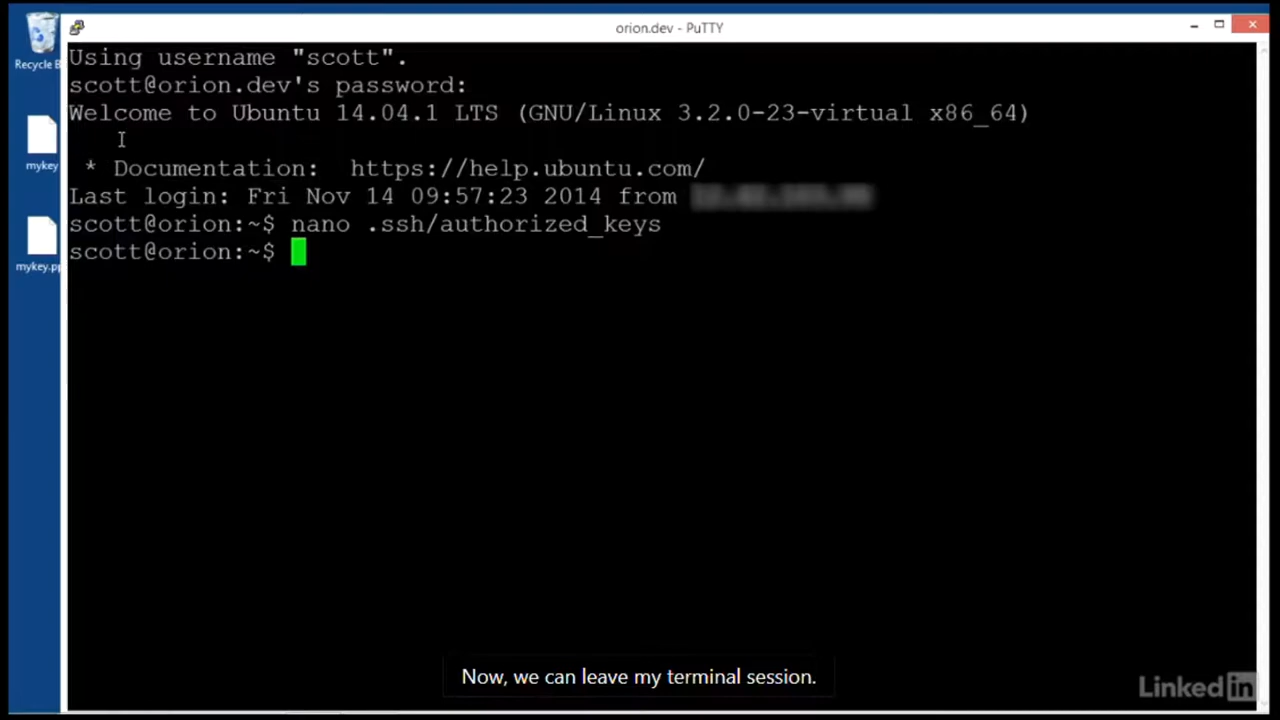 orion.dev - PuTTY
Recycle B
mykey
mykey.pp
Using username "scott".
scott@orion.dev's password:
Welcome to Ubuntu 14.04.1 LTS (GNU/Linux 3.2.0-23-virtual x86_64)
* Documentation:  https://help.ubuntu.com/
Last login: Fri Nov 14 09:57:23 2014 from
scott@orion:~$ nano .ssh/authorized_keys
scott@orion:~$
Now, we can leave my terminal session.
Linked in